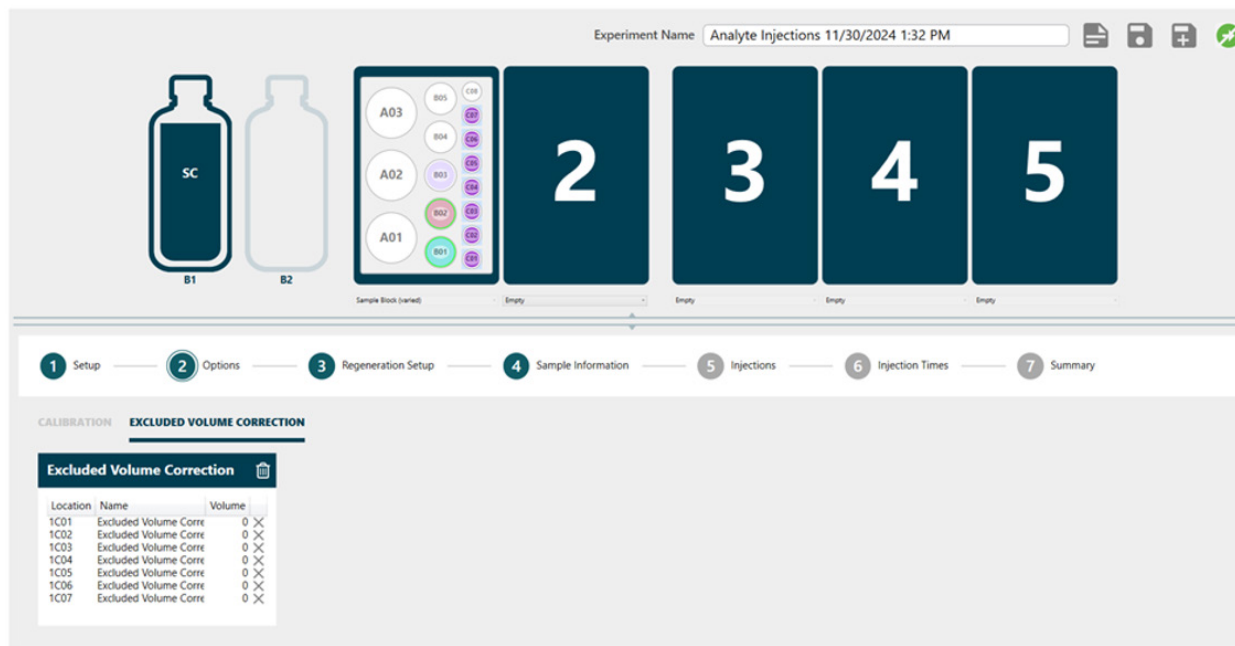 Experiment Name Analyte Injections 11/30/2024 1:32 PM
SC
B1
B2
A03
A02
A01
B05
B04
B03
B02
B01
C08
C07
C06
C05
C04
C03
C02
C01
2
3
4
5
Sample Block (varied)
Empty
Empty
Empty
Empty
1 Setup
2 Options
3 Regeneration Setup
4 Sample Information
5 Injections
6 Injection Times
7 Summary
CALIBRATION
EXCLUDED VOLUME CORRECTION
Excluded Volume Correction
Location Name Volume
1C01 Excluded Volume Corre 0
1C02 Excluded Volume Corre 0
1C03 Excluded Volume Corre 0
1C04 Excluded Volume Corre 0
1C05 Excluded Volume Corre 0
1C06 Excluded Volume Corre 0
1C07 Excluded Volume Corre 0